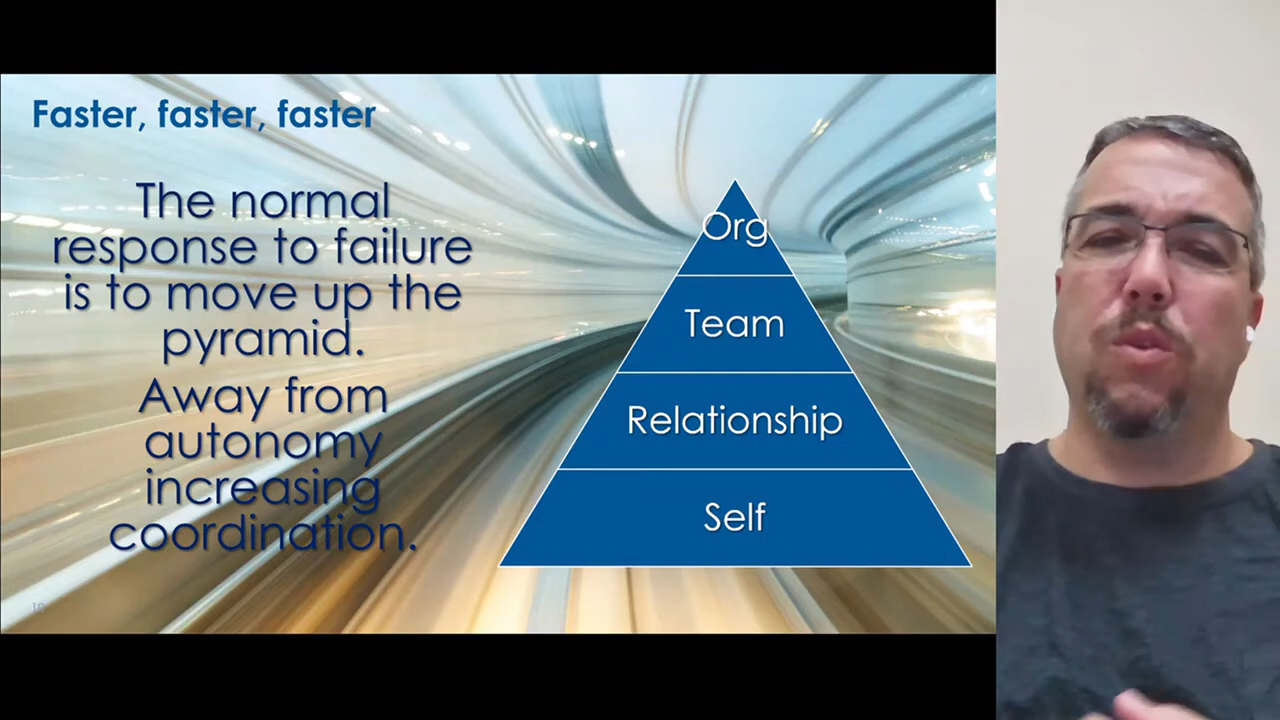 Faster, faster, faster
The normal
response to failure
is to move up the
pyramid.
Away from
autonomy
increasing
coordination.
Org
Team
Relationship
Self